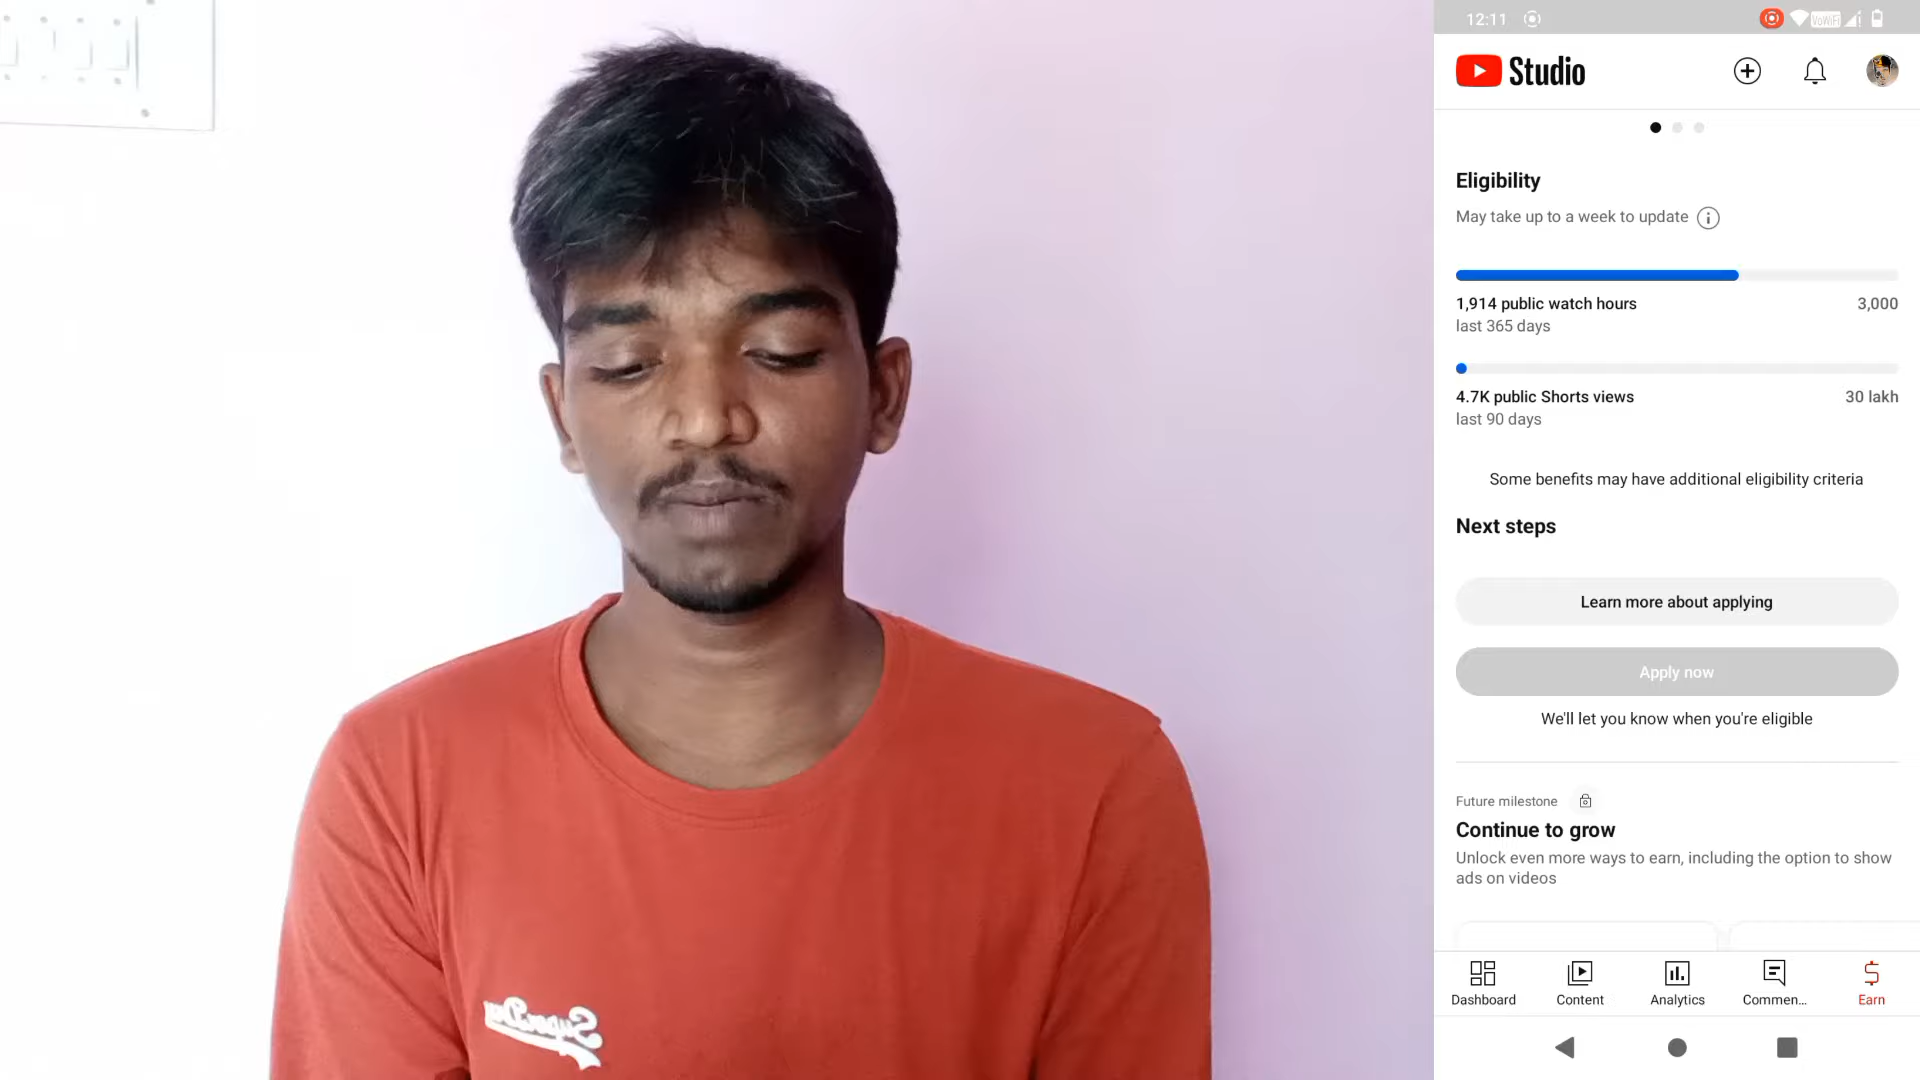 12:11
VoWiFi
Studio
Eligibility
May take up to a week to update
1,914 public watch hours 3,000
last 365 days
4.7K public Shorts views 30 lakh
last 90 days
Some benefits may have additional eligibility criteria
Next steps
Learn more about applying
Apply now
We'll let you know when you're eligible
Future milestone
Continue to grow
Unlock even more ways to earn, including the option to show
ads on videos
Dashboard Content Analytics Commen... Earn
SuperDry